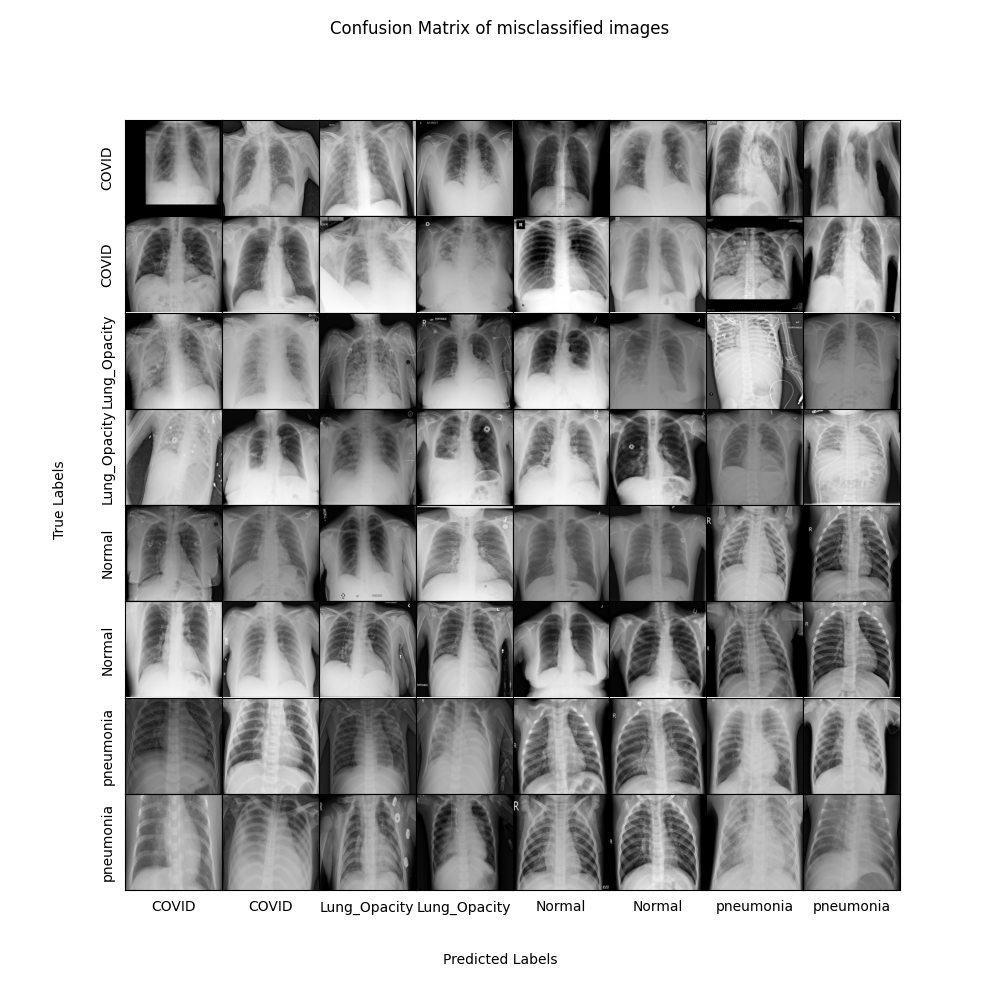 Confusion Matrix of misclassified images
True Labels
COVID
COVID
Lung_Opacity
Lung_Opacity
Normal
Normal
pneumonia
pneumonia
R
R
R
R
COVID COVID Lung_Opacity Lung_Opacity Normal Normal pneumonia pneumonia
Predicted Labels